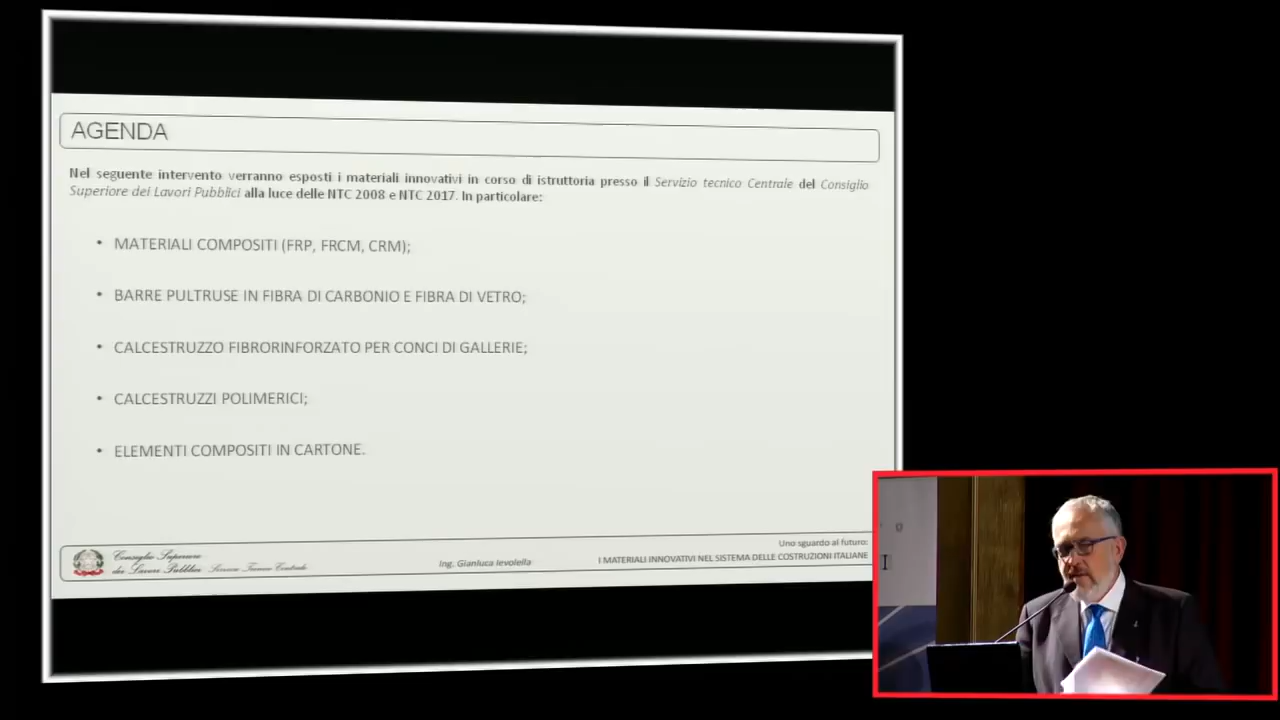 AGENDA
Nel seguente intervento verranno esposti i materiali innovativi in corso di istruttoria presso il Servizio tecnico Centrale del Consiglio
Superiore dei Lavori Pubblici alla luce delle NTC 2008 e NTC 2017. In particolare:
• MATERIALI COMPOSITI (FRP, FRCM, CRM);
• BARRE PULTRUSE IN FIBRA DI CARBONIO E FIBRA DI VETRO;
• CALCESTRUZZO FIBRORINFORZATO PER CONCI DI GALLERIE;
• CALCESTRUZZI POLIMERICI;
• ELEMENTI COMPOSITI IN CARTONE.
Consiglio Superiore
dei Lavori Pubblici Servizio Tecnico Centrale
Ing. Gianluca Ievolella
Uno sguardo al futuro:
I MATERIALI INNOVATIVI NEL SISTEMA DELLE COSTRUZIONI ITALIANE